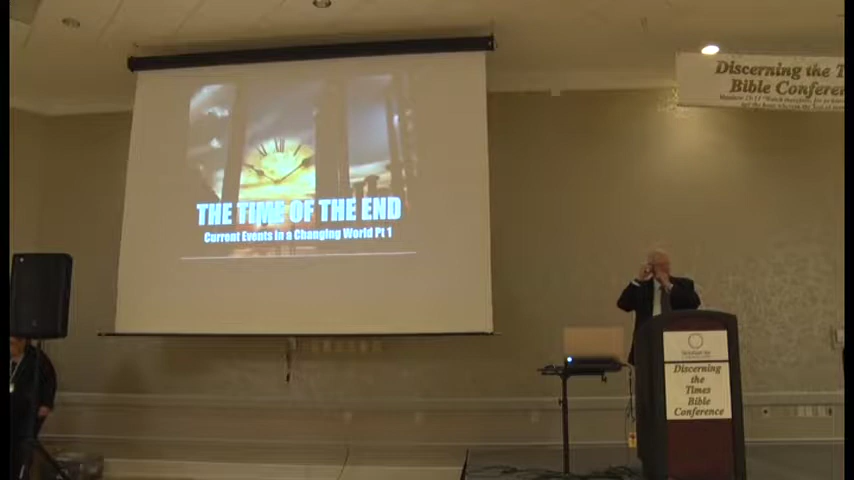 THE TIME OF THE END
Current Events In a Changing World Pt 1
Discerning the T
Bible Conferen
Discerning
the
Times
Bible
Conference